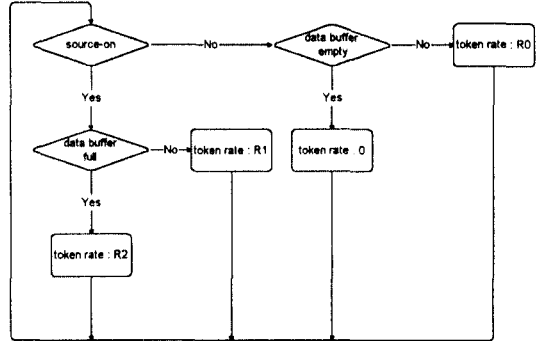 source-on
No
data buffer
empty
No
token rate : R0
Yes
Yes
data buffer
full
No
token rate : R1
token rate : 0
Yes
token rate : R2